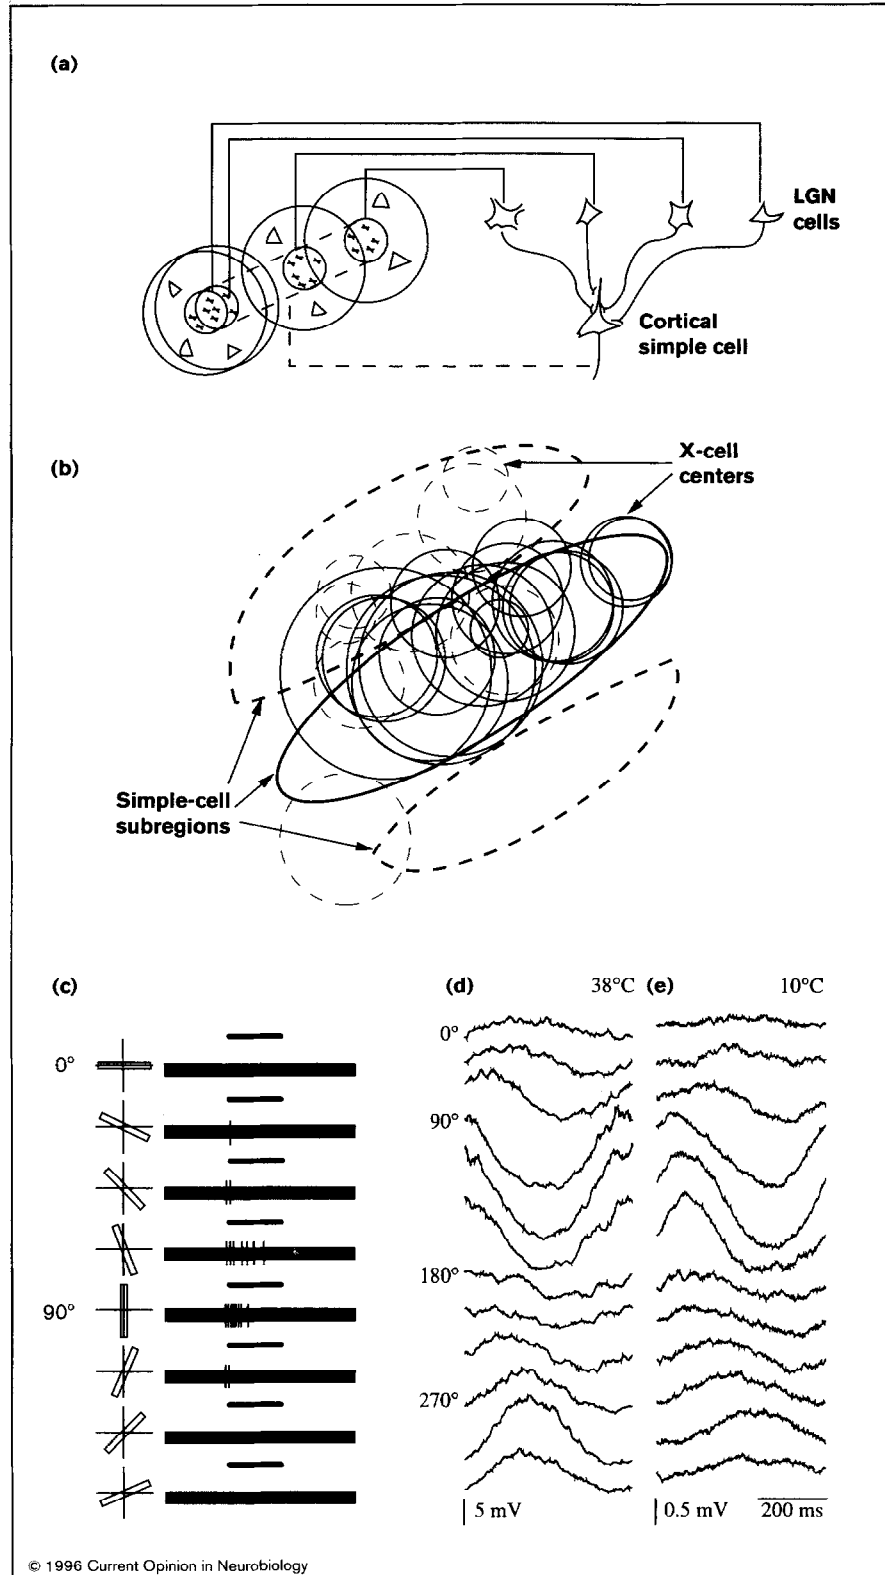 (a)
LGN
cells
Cortical
simple cell
(b)
X-cell
centers
Simple-cell
subregions
(c)
0°
90°
(d)
38°C
0°
90°
180°
270°
5 mV
(e)
10°C
0.5 mV
200 ms
© 1996 Current Opinion in Neurobiology